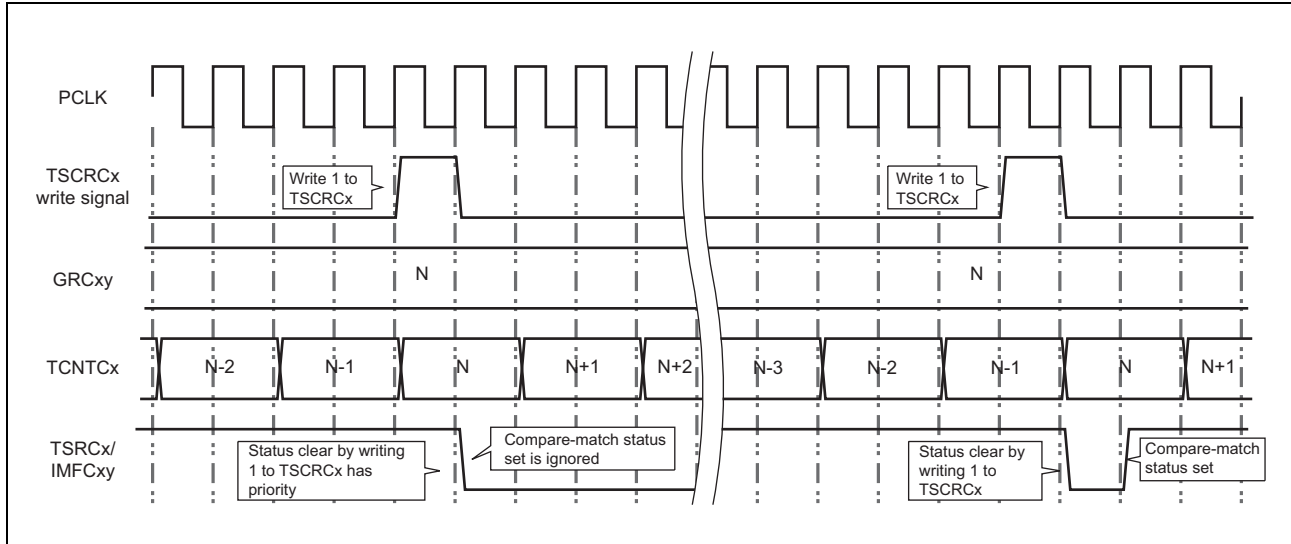 PCLK
TSCRCx
write signal
Write 1 to
TSCRCx
Write 1 to
TSCRCx
GRCxy
N
N
TCNTCx
N-2
N-1
N
N+1
N+2
N-3
N-2
N-1
N
N+1
TSRCx/
IMFCxy
Status clear by writing
1 to TSCRCx has
priority
Compare-match status
set is ignored
Status clear by
writing 1 to
TSCRCx
Compare-match
status set